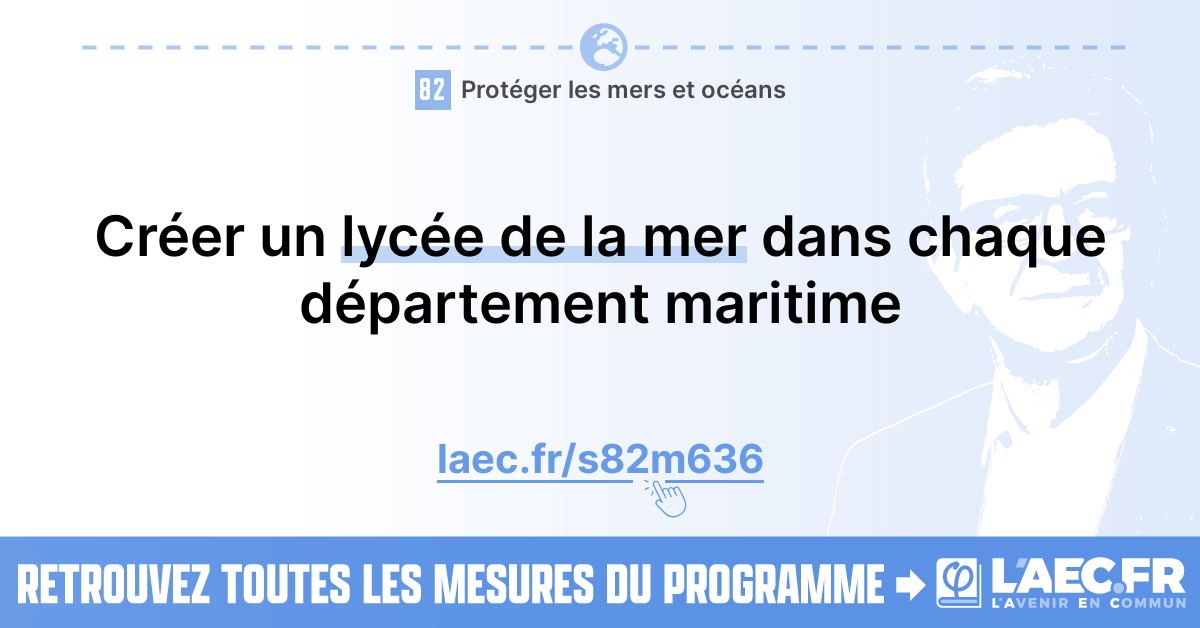 82 Protéger les mers et océans
Créer un lycée de la mer dans chaque
département maritime
laec.fr/s82m636
RETROUVEZ TOUTES LES MESURES DU PROGRAMME
φ L'AEC.FR
L'AVENIR EN COMMUN